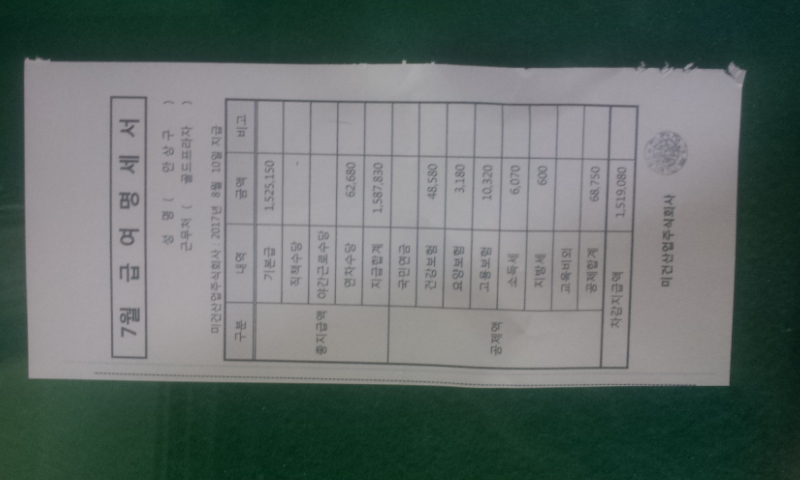 7월 급 여 명 세 서
성 명 ( 안 상 구 )
근무처 ( 골드프라자 )
미건산업주식회사 : 2017년 8월 10일 지급
구분 내역 금액 비고
총지급액
기본급 1,525,150
직책수당 -
야간근로수당
연차수당 62,680
지급합계 1,587,830
공제액
국민연금
건강보험 48,580
요양보험 3,180
고용보험 10,320
소득세 6,070
지방세 600
교육비외
공제합계 68,750
차감지급액 1,519,080
미건산업주식회사